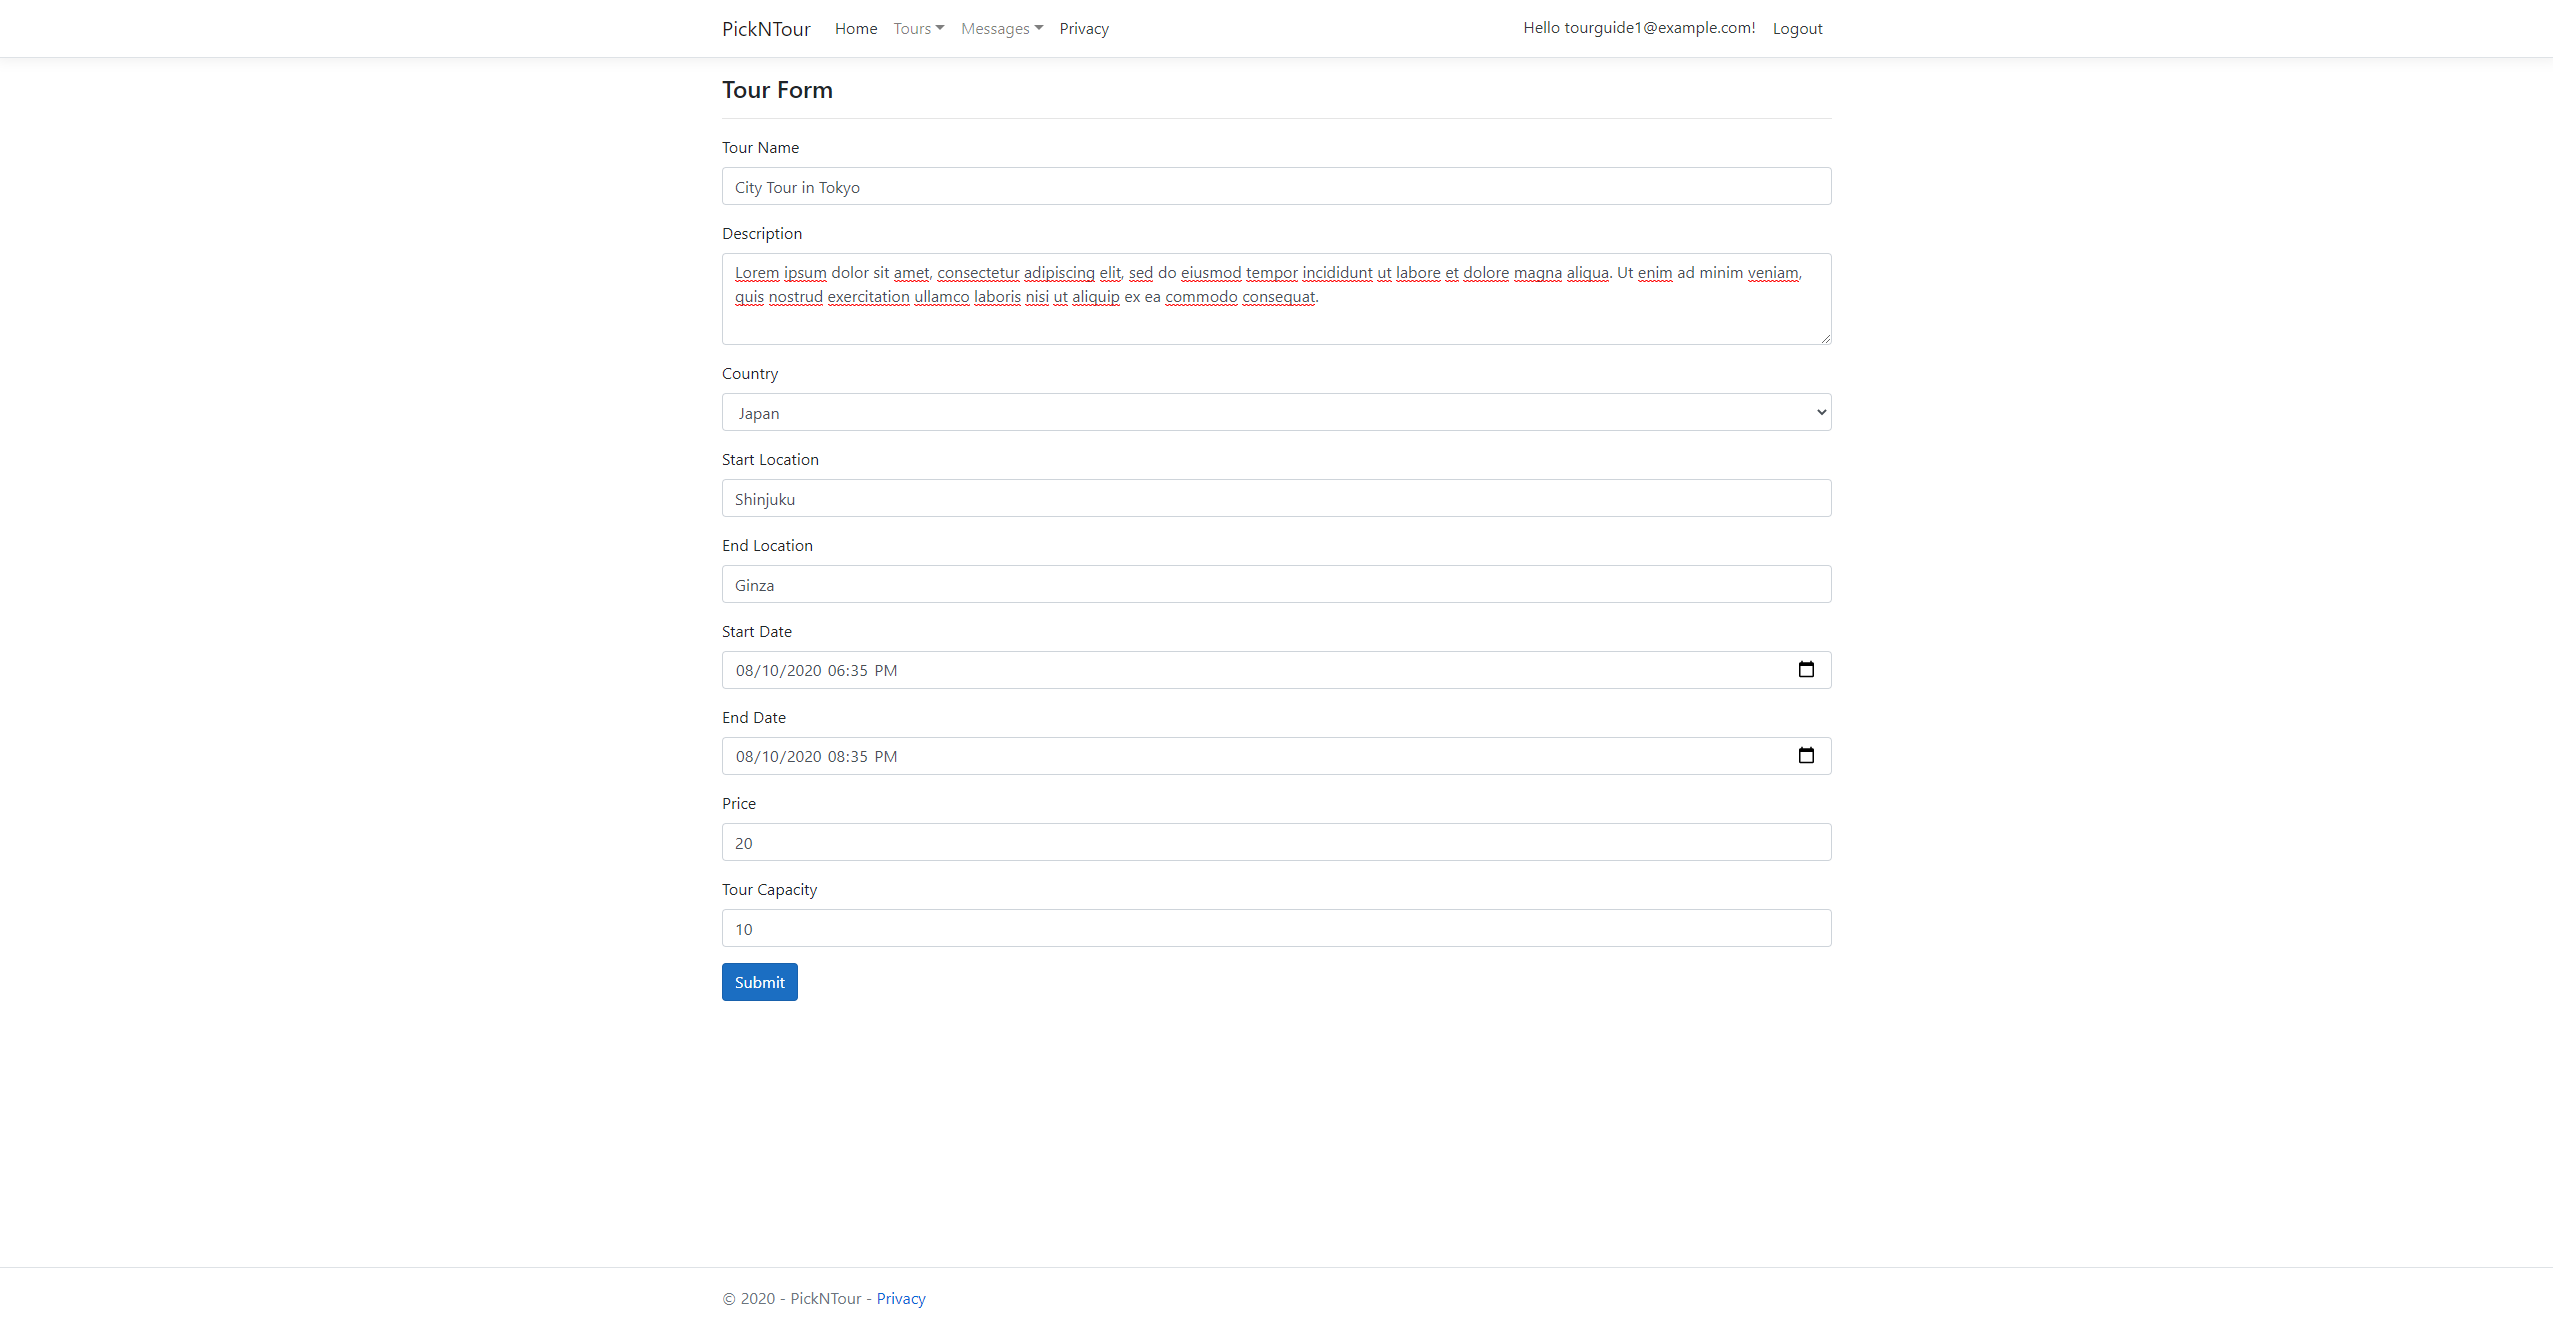 PickNTour Home Tours Messages Privacy Hello tourguide1@example.com! Logout
Tour Form
Tour Name
City Tour in Tokyo
Description
Lorem ipsum dolor sit amet, consectetur adipiscing elit, sed do eiusmod tempor incididunt ut labore et dolore magna aliqua. Ut enim ad minim veniam,
quis nostrud exercitation ullamco laboris nisi ut aliquip ex ea commodo consequat.
Country
Japan
Start Location
Shinjuku
End Location
Ginza
Start Date
08/10/2020 06:35 PM
End Date
08/10/2020 08:35 PM
Price
20
Tour Capacity
10
Submit
© 2020 - PickNTour - Privacy